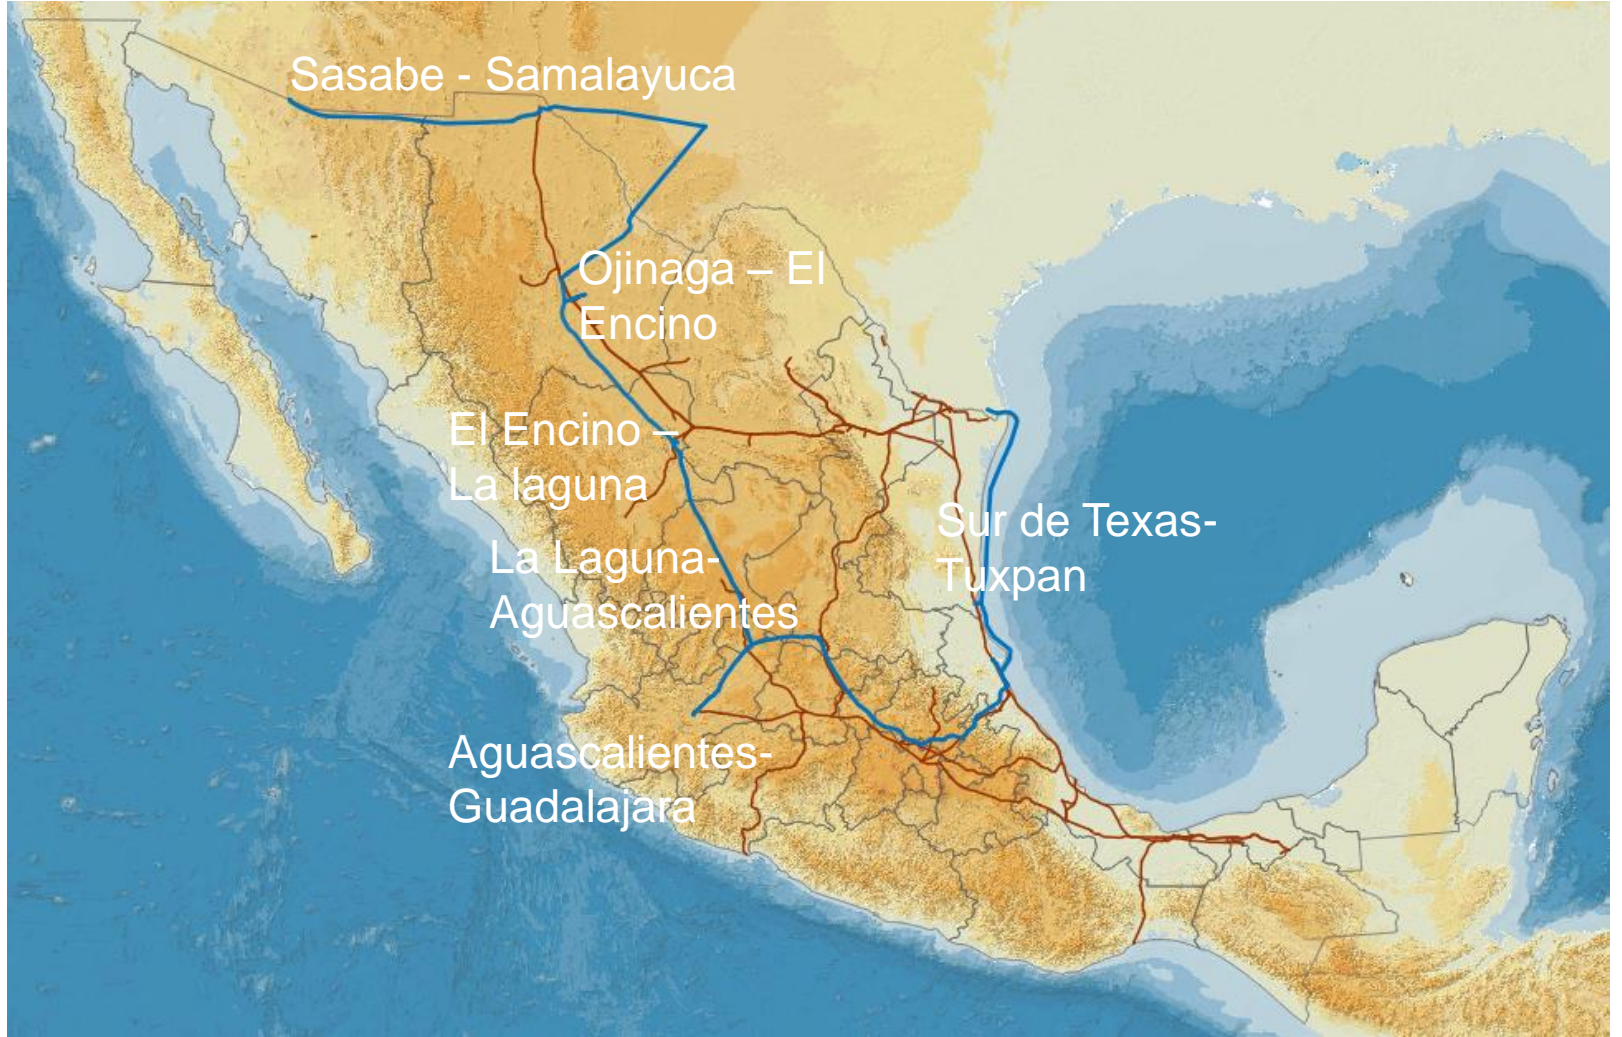 Sasabe - Samalayuca
Ojinaga – El
Encino
El Encino –
La laguna
La Laguna-
Aguascalientes
Sur de Texas-
Tuxpan
Aguascalientes-
Guadalajara